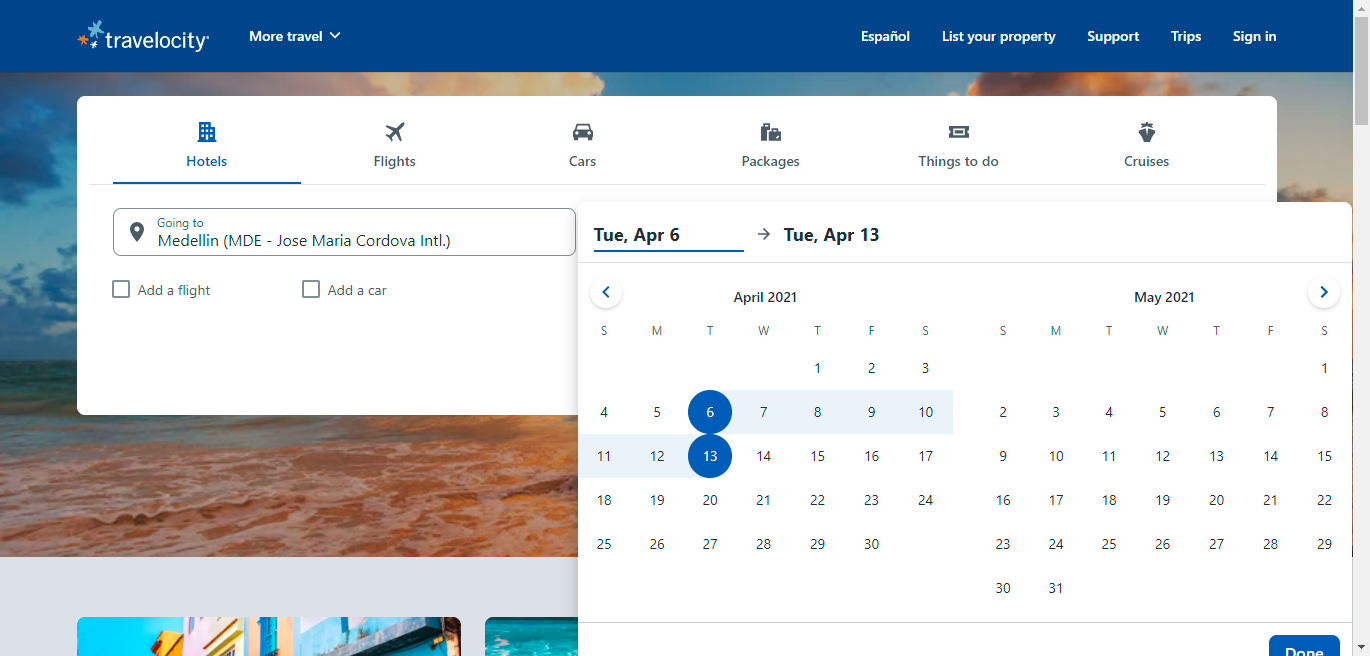 travelocity
More travel
Español
List your property
Support
Trips
Sign in
Hotels
Flights
Cars
Packages
Things to do
Cruises
Going to
Medellin (MDE - Jose Maria Cordova Intl.)
Add a flight
Add a car
Tue, Apr 6
Tue, Apr 13
April 2021
S M T W T F S
1 2 3
4 5 6 7 8 9 10
11 12 13 14 15 16 17
18 19 20 21 22 23 24
25 26 27 28 29 30
May 2021
S M T W T F S
1
2 3 4 5 6 7 8
9 10 11 12 13 14 15
16 17 18 19 20 21 22
23 24 25 26 27 28 29
30 31
Done